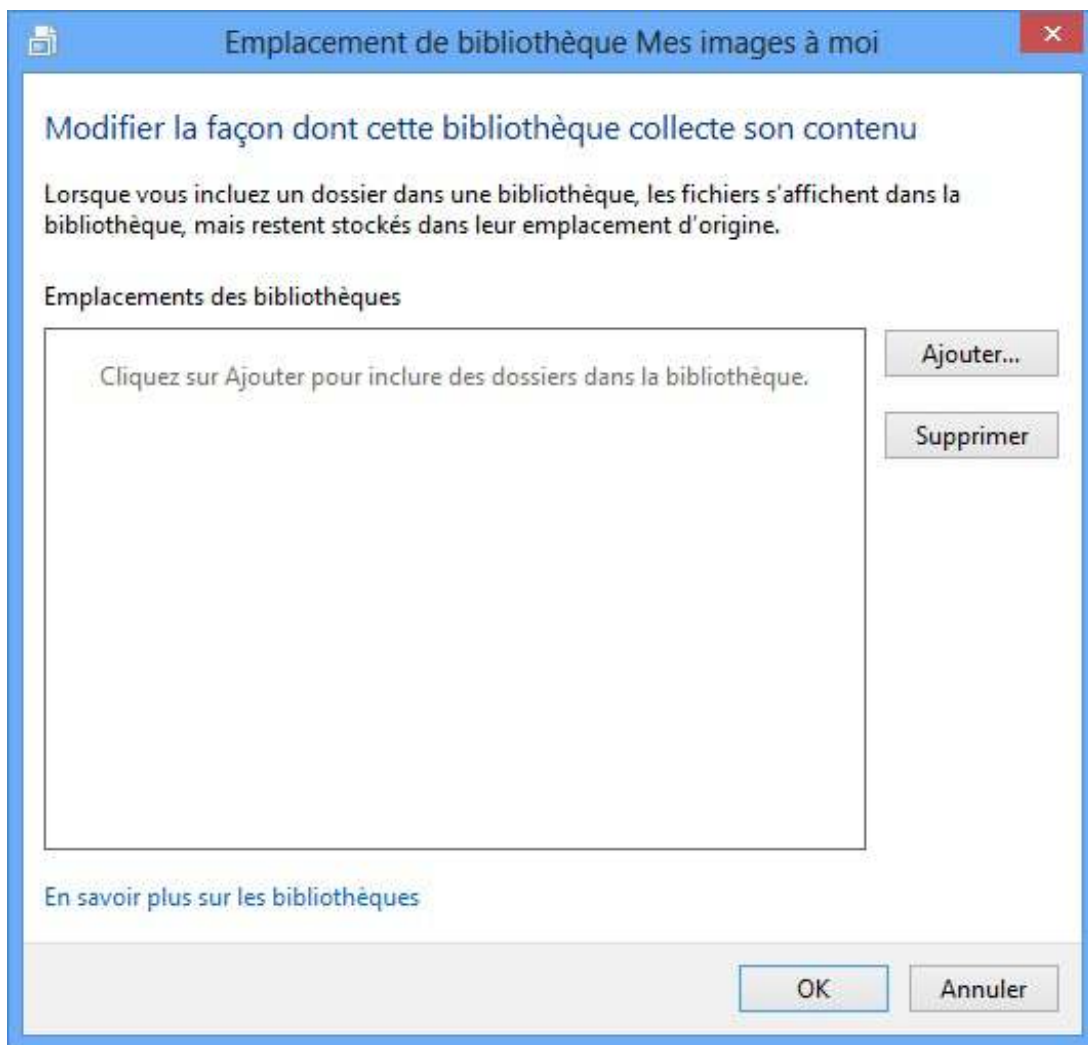 Emplacement de bibliothèque Mes images à moi
Modifier la façon dont cette bibliothèque collecte son contenu
Lorsque vous incluez un dossier dans une bibliothèque, les fichiers s'affichent dans la
bibliothèque, mais restent stockés dans leur emplacement d'origine.
Emplacements des bibliothèques
Cliquez sur Ajouter pour inclure des dossiers dans la bibliothèque.
Ajouter...
Supprimer
En savoir plus sur les bibliothèques
OK
Annuler